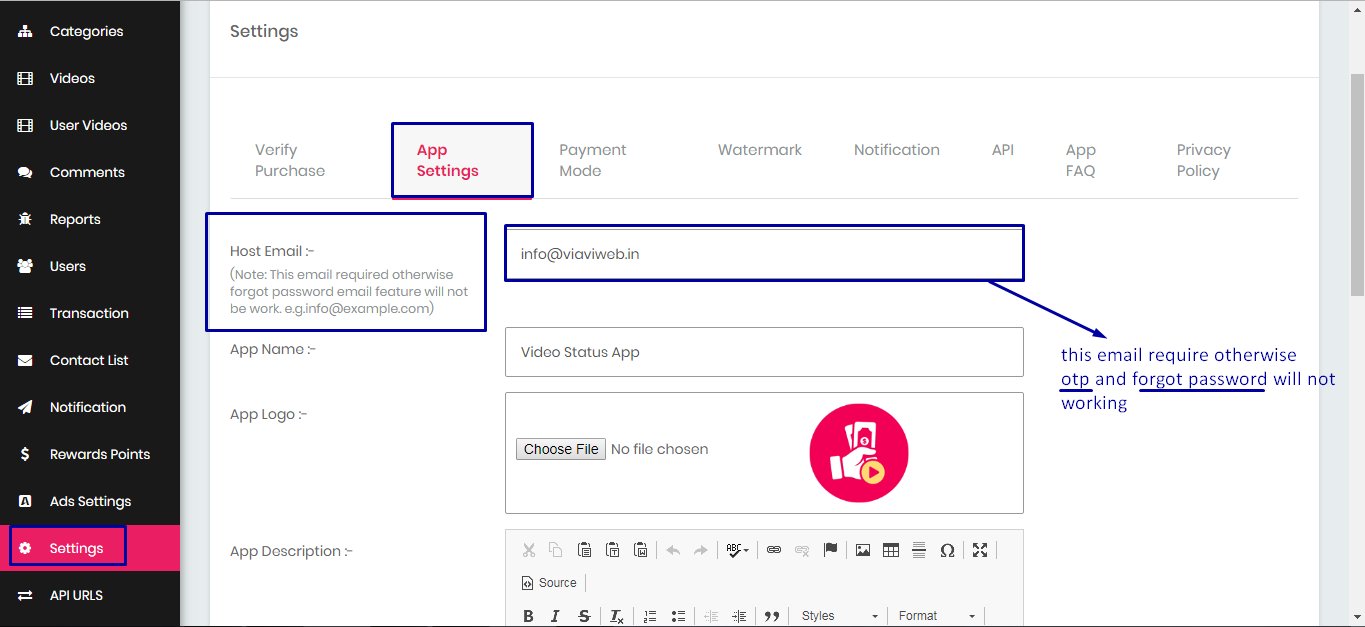 Categories
Videos
User Videos
Comments
Reports
Users
Transaction
Contact List
Notification
Rewards Points
Ads Settings
Settings
API URLS
Settings
Verify
Purchase
App
Settings
Payment
Mode
Watermark
Notification
API
App
FAQ
Privacy
Policy
Host Email :-
(Note: This email required otherwise
forgot password email feature will not
be work. e.g.info@example.com)
info@viaviweb.in
this email require otherwise
otp and forgot password will not
working
App Name :-
Video Status App
App Logo :-
Choose File No file chosen
App Description :-
ABC
Source
B I S Tx
Styles
Format